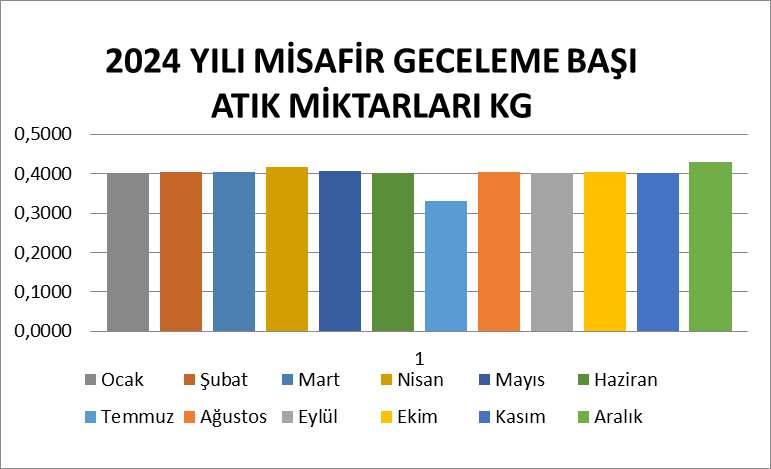 2024 YILI MİSAFİR GECELEME BAŞI
ATIK MİKTARLARI KG
0,5000
0,4000
0,3000
0,2000
0,1000
0,0000
1
Ocak Şubat Mart Nisan Mayıs Haziran
Temmuz Ağustos Eylül Ekim Kasım Aralık